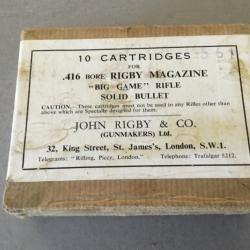 10 CARTRIDGES
FOR
.416 BORE RIGBY MAGAZINE
"BIG GAME" RIFLE
SOLID BULLET
CAUTION.—These cartridges must not be used in any Rifles other than
above which are Specially designed for them.
JOHN RIGBY & CO.
(GUNMAKERS) Ltd.
32, King Street, St. James's, London, S.W.1.
Telegrams: "Rifling, Piccy, London." Telephone: Trafalgar 5212.